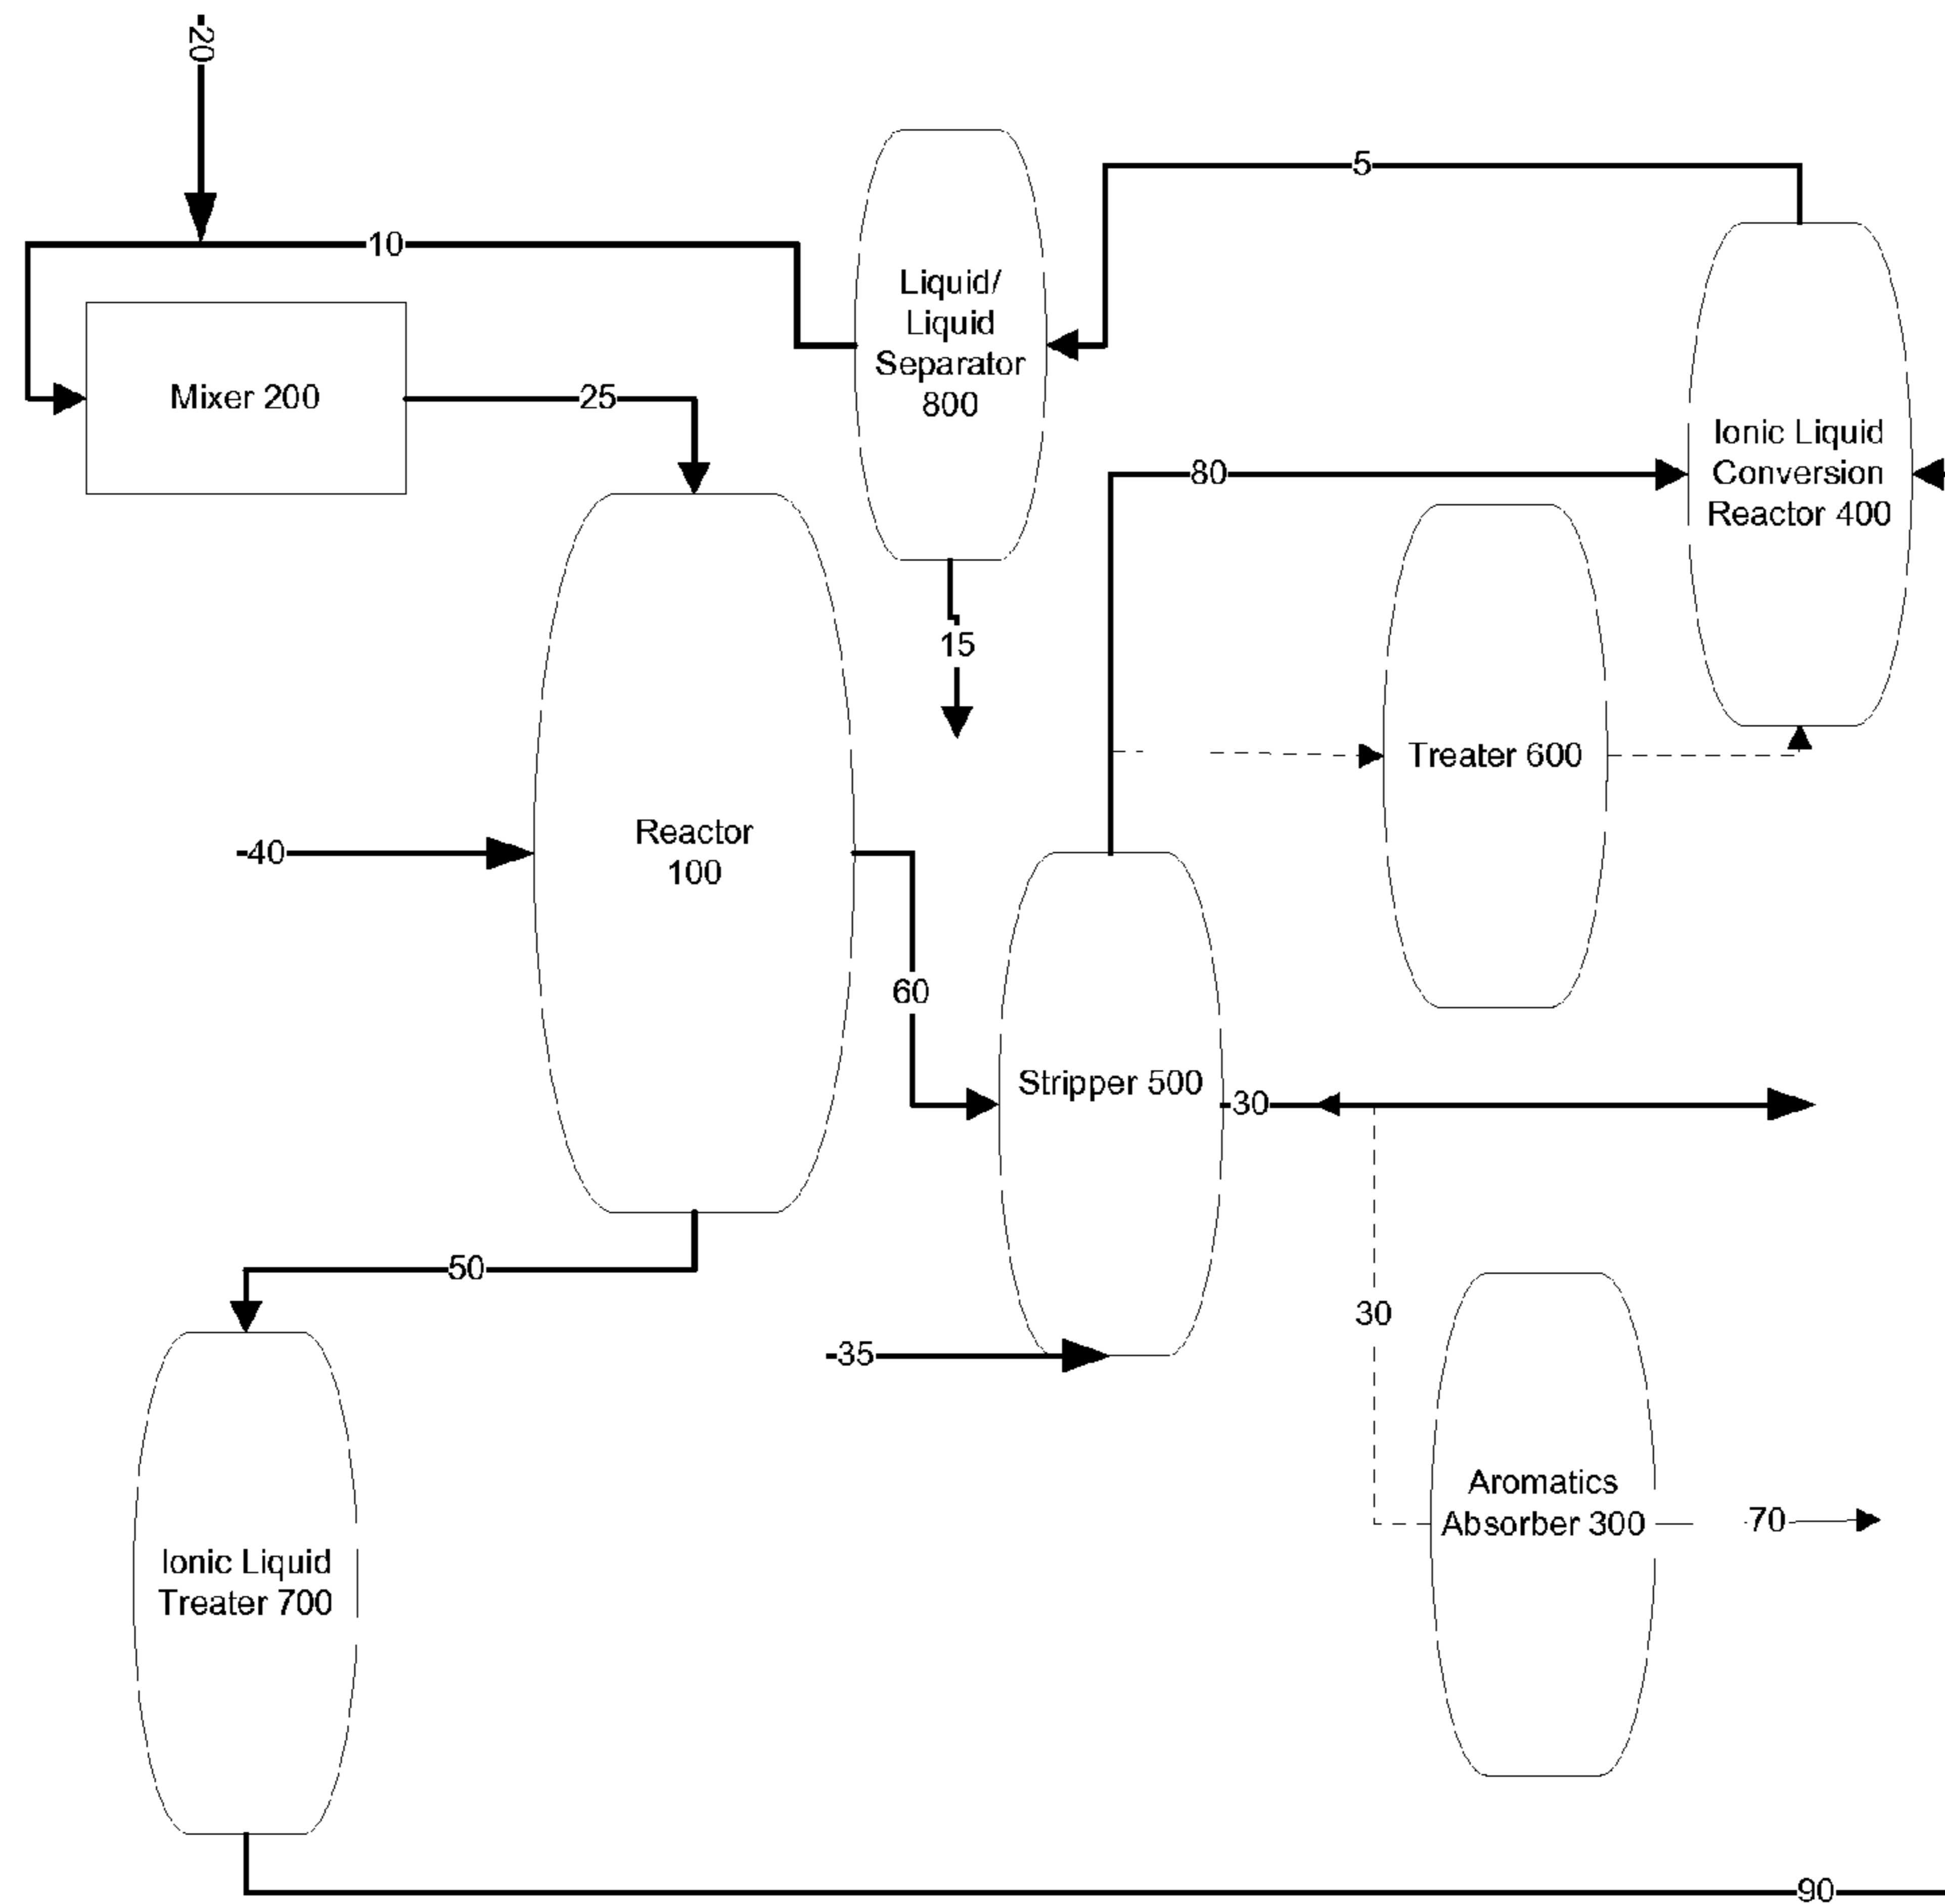 -20
5
10
Liquid/
Liquid
Separator
800
Mixer 200
25
Ionic Liquid
Conversion
Reactor 400
80
15
Treater 600
-40
Reactor
100
60
Stripper 500
-30
50
30
-35
Aromatics
Absorber 300
-70
Ionic Liquid
Treater 700
90